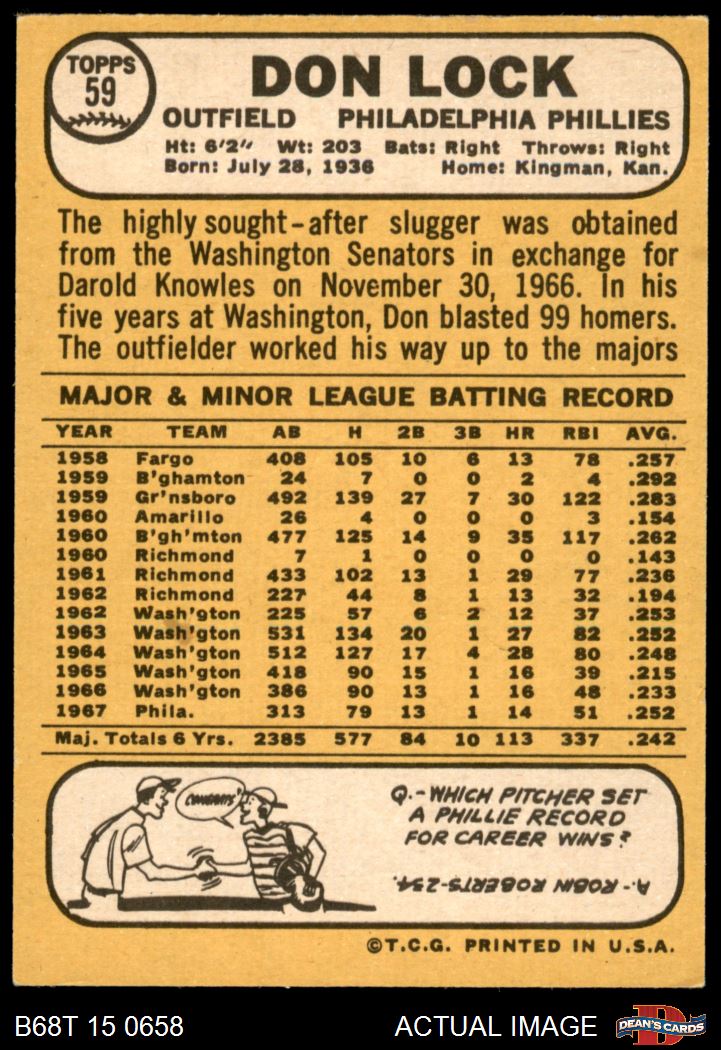 TOPPS
59
DON LOCK
OUTFIELD PHILADELPHIA PHILLIES
Ht: 6'2" Wt: 203 Bats: Right Throws: Right
Born: July 28, 1936 Home: Kingman, Kan.
The highly sought-after slugger was obtained
from the Washington Senators in exchange for
Darold Knowles on November 30, 1966. In his
five years at Washington, Don blasted 99 homers.
The outfielder worked his way up to the majors
MAJOR & MINOR LEAGUE BATTING RECORD
YEAR TEAM AB H 2B 3B HR RBI AVG.
1958 Fargo 408 105 10 6 13 78 .257
1959 B'ghamton 24 7 0 0 2 4 .292
1959 Gr'nsboro 492 139 27 7 30 122 .283
1960 Amarillo 26 4 0 0 0 3 .154
1960 B'gh'mton 477 125 14 9 35 117 .262
1960 Richmond 7 1 0 0 0 0 .143
1961 Richmond 433 102 13 1 29 77 .236
1962 Richmond 227 44 8 1 13 32 .194
1962 Wash'gton 225 57 6 2 12 37 .253
1963 Wash'gton 531 134 20 1 27 82 .252
1964 Wash'gton 512 127 17 4 28 80 .248
1965 Wash'gton 418 90 15 1 16 39 .215
1966 Wash'gton 386 90 13 1 16 48 .233
1967 Phila. 313 79 13 1 14 51 .252
Maj. Totals 6 Yrs. 2385 577 84 10 113 337 .242
CONGRATS!
Q.-WHICH PITCHER SET
A PHILLIE RECORD
FOR CAREER WINS?
A.- ROBIN ROBERTS-234.
©T.C.G. PRINTED IN U.S.A.
B68T 15 0658 ACTUAL IMAGE
D
DEAN'S CARDS